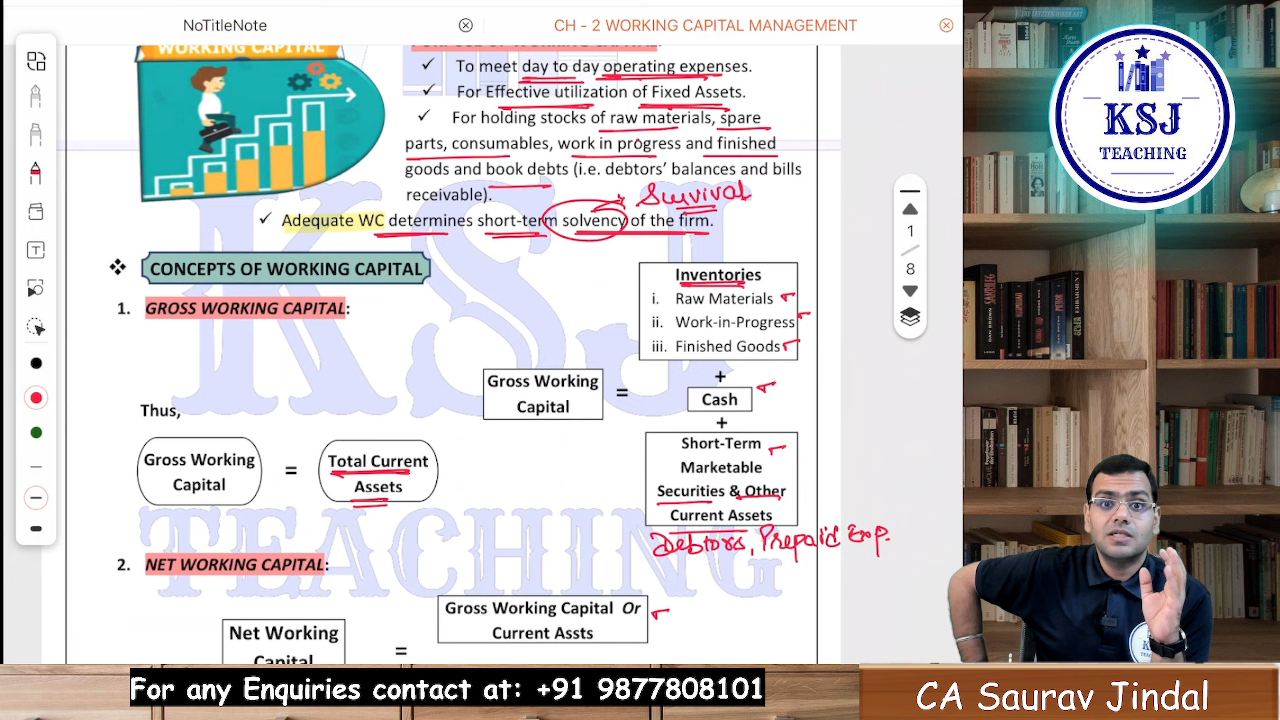 NoTitleNote
CH - 2 WORKING CAPITAL MANAGEMENT
WORKING CAPITAL
✓ To meet day to day operating expenses.
✓ For Effective utilization of Fixed Assets.
✓ For holding stocks of raw materials, spare
parts, consumables, work in progress and finished
goods and book debts (i.e. debtors’ balances and bills
receivable).
Survival
✓ Adequate WC determines short-term solvency of the firm.
❖ CONCEPTS OF WORKING CAPITAL
1. GROSS WORKING CAPITAL:
Inventories
i. Raw Materials
ii. Work-in-Progress
iii. Finished Goods
+
Gross Working
Capital
=
Cash
+
Short-Term
Marketable
Securities & Other
Current Assets
Debtors, Prepaid Exp.
Thus,
Gross Working
Capital
=
Total Current
Assets
2. NET WORKING CAPITAL:
Net Working
Capital
=
Gross Working Capital Or
Current Assts
1
8
KSJ
TEACHING
KSJ
TEACHING
For any Enquiries contact at: +91 9877808101
CA Saurav Jindal